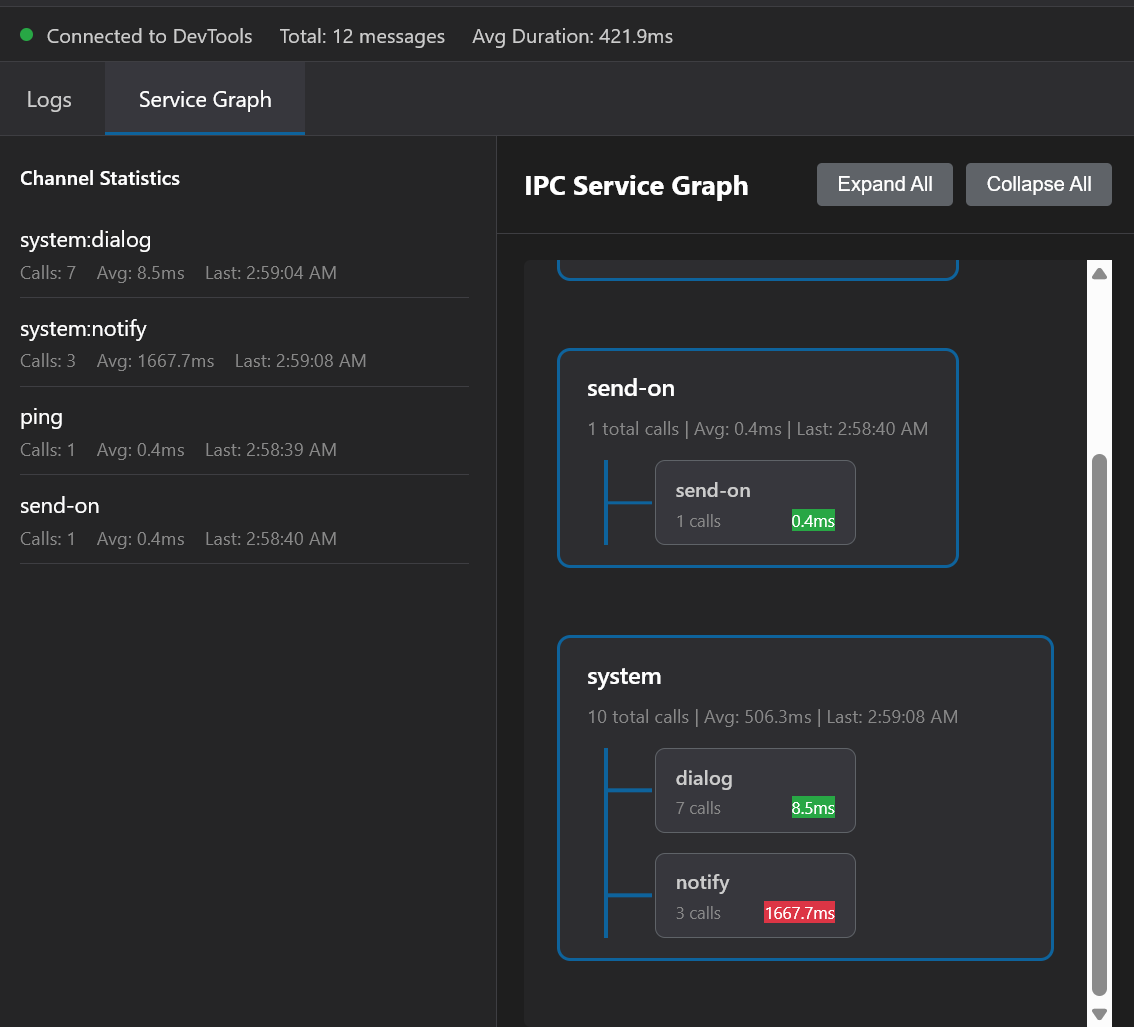 Connected to DevTools Total: 12 messages Avg Duration: 421.9ms
Logs Service Graph
Channel Statistics
system:dialog
Calls: 7 Avg: 8.5ms Last: 2:59:04 AM
system:notify
Calls: 3 Avg: 1667.7ms Last: 2:59:08 AM
ping
Calls: 1 Avg: 0.4ms Last: 2:58:39 AM
send-on
Calls: 1 Avg: 0.4ms Last: 2:58:40 AM
IPC Service Graph Expand All Collapse All
send-on
1 total calls | Avg: 0.4ms | Last: 2:58:40 AM
send-on
1 calls 0.4ms
system
10 total calls | Avg: 506.3ms | Last: 2:59:08 AM
dialog
7 calls 8.5ms
notify
3 calls 1667.7ms